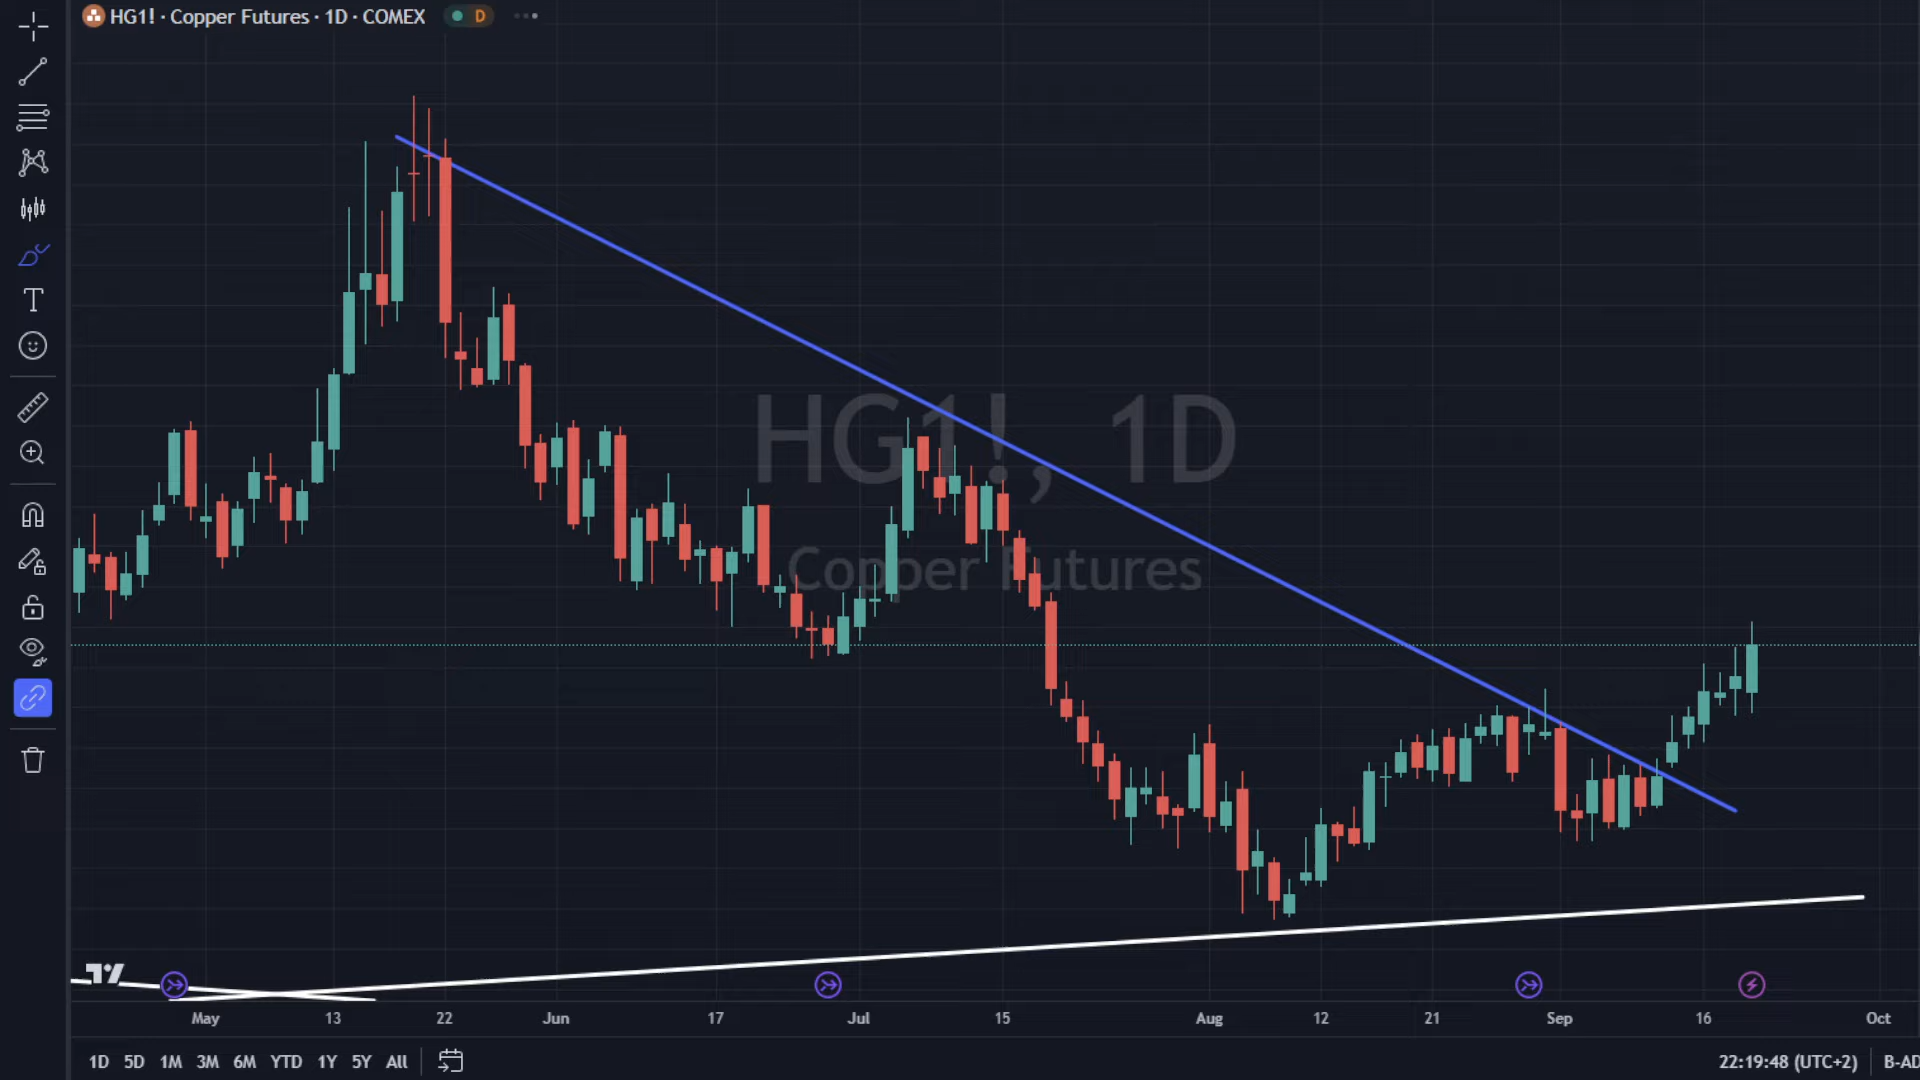 HG1! · Copper Futures · 1D · COMEX
D
HG1!, 1D
Copper Futures
May 13 22 Jun 17 Jul 15 Aug 12 21 Sep 16 Oct
1D 5D 1M 3M 6M YTD 1Y 5Y All
22:19:48 (UTC+2)
B-AD